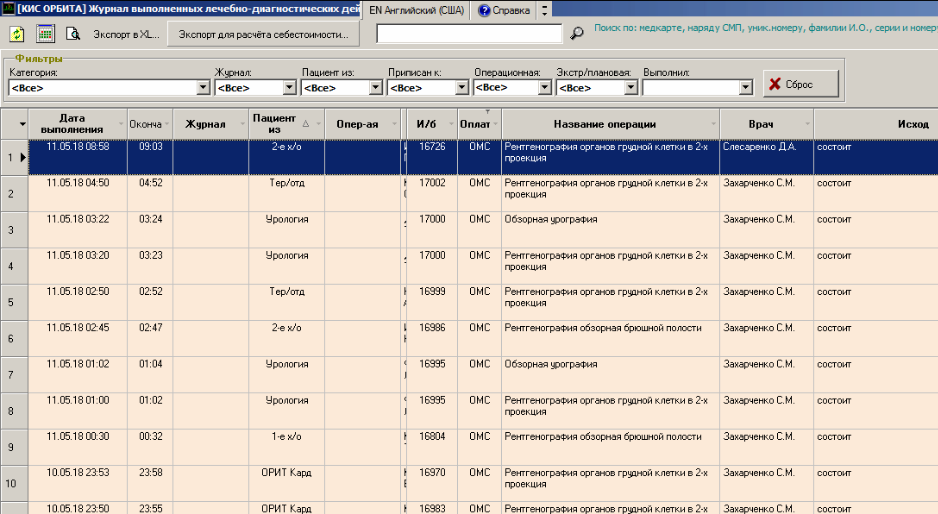 [КИС ОРБИТА] Журнал выполненных лечебно-диагностических дей
EN Английский (США) Справка
Экспорт в XL... Экспорт для расчёта себестоимости...
Поиск по: медкарте, наряду СМП, уник.номеру, фамилии И.О., серии и номер
Фильтры
Категория: Журнал: Пациент из: Приписан к: Операционная: Экстр/плановая: Выполнил:
<Все> <Все> <Все> <Все> <Все> <Все> Сброс
Дата выполнения Оконча Журнал Пациент из Опер-ая И/б Оплат Название операции Врач Исход
1 11.05.18 08:58 09:03 2-е х/о 16726 ОМС Рентгенография органов грудной клетки в 2-х проекция Слесаренко Д.А. состоит
2 11.05.18 04:50 04:52 Тер/отд 17002 ОМС Рентгенография органов грудной клетки в 2-х проекция Захарченко С.М. состоит
3 11.05.18 03:22 03:24 Урология 17000 ОМС Обзорная урография Захарченко С.М. состоит
4 11.05.18 03:20 03:23 Урология 17000 ОМС Рентгенография органов грудной клетки в 2-х проекция Захарченко С.М. состоит
5 11.05.18 02:50 02:52 Тер/отд 16999 ОМС Рентгенография органов грудной клетки в 2-х проекция Захарченко С.М. состоит
6 11.05.18 02:45 02:47 2-е х/о 16986 ОМС Рентгенография обзорная брюшной полости Захарченко С.М. состоит
7 11.05.18 01:02 01:04 Урология 16995 ОМС Обзорная урография Захарченко С.М. состоит
8 11.05.18 01:00 01:02 Урология 16995 ОМС Рентгенография органов грудной клетки в 2-х проекция Захарченко С.М. состоит
9 11.05.18 00:30 00:32 1-е х/о 16804 ОМС Рентгенография обзорная брюшной полости Захарченко С.М. состоит
10 10.05.18 23:53 23:58 ОРИТ Кард 16970 ОМС Рентгенография органов грудной клетки в 2-х проекция Захарченко С.М. состоит
10.05.18 23:50 23:55 ОРИТ Кард 16983 ОМС Рентгенография органов грудной клетки в 2-х Захарченко С.М. состоит